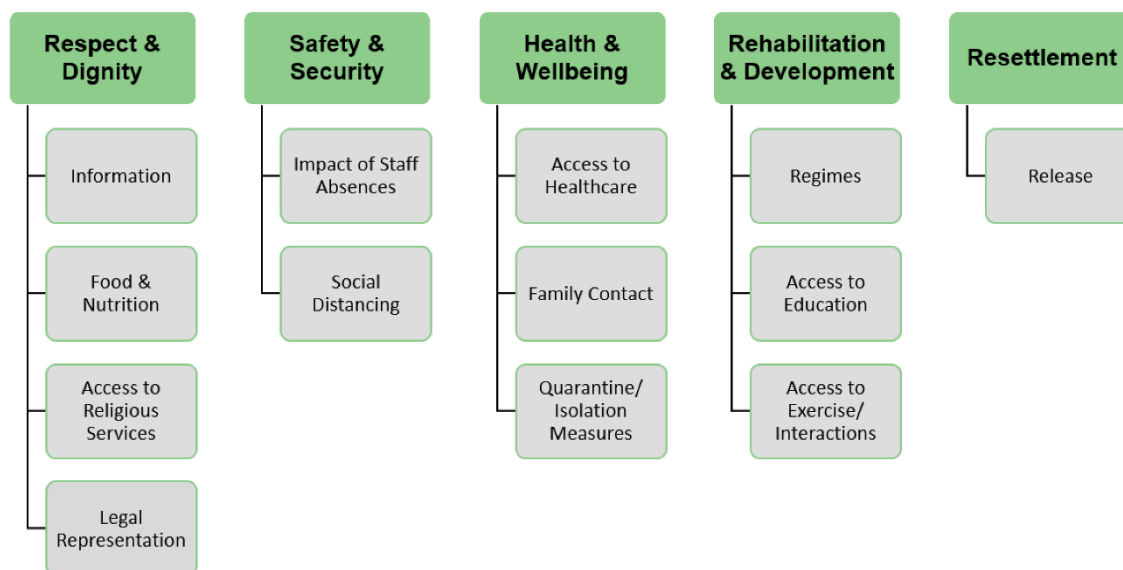 Respect &
Dignity
Information
Food &
Nutrition
Access to
Religious
Services
Legal
Representation
Safety &
Security
Impact of Staff
Absences
Social
Distancing
Health &
Wellbeing
Access to
Healthcare
Family Contact
Quarantine/
Isolation
Measures
Rehabilitation
& Development
Regimes
Access to
Education
Access to
Exercise/
Interactions
Resettlement
Release